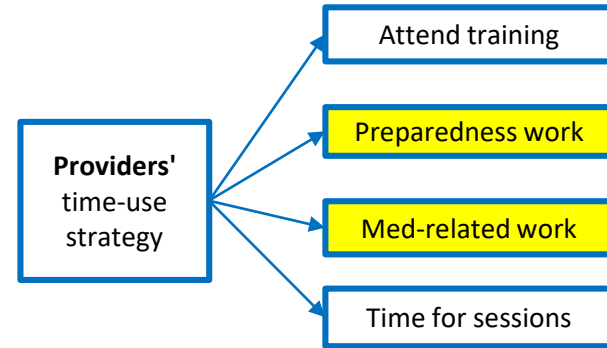 Attend training
Preparedness work
Providers'
time-use
strategy
Med-related work
Time for sessions